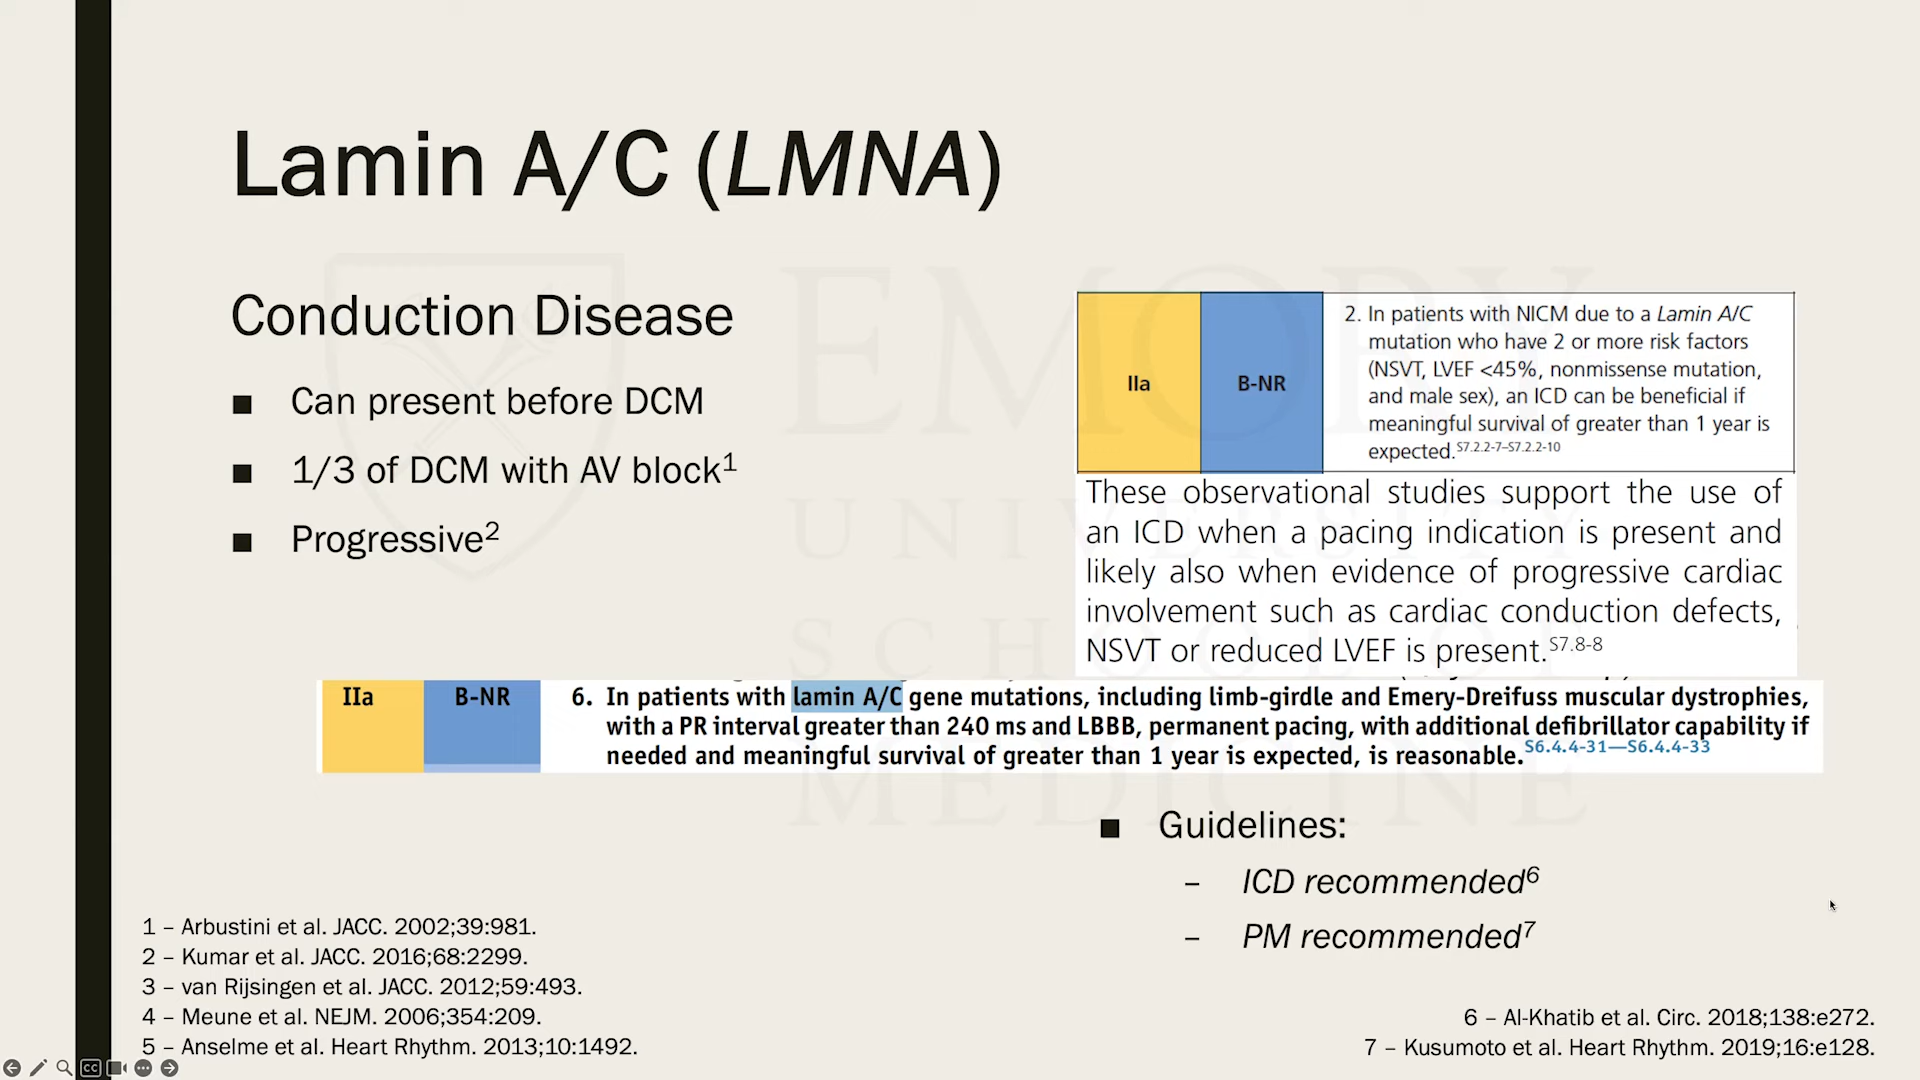 Lamin A/C (LMNA)
Conduction Disease
■ Can present before DCM
■ 1/3 of DCM with AV block1
■ Progressive2
IIa
B-NR
2. In patients with NICM due to a Lamin A/C
mutation who have 2 or more risk factors
(NSVT, LVEF <45%, nonmissense mutation,
and male sex), an ICD can be beneficial if
meaningful survival of greater than 1 year is
expected.S7.2.2-7–S7.2.2-10
These observational studies support the use of
an ICD when a pacing indication is present and
likely also when evidence of progressive cardiac
involvement such as cardiac conduction defects,
NSVT or reduced LVEF is present.S7.8-8
IIa
B-NR
6. In patients with lamin A/C gene mutations, including limb-girdle and Emery-Dreifuss muscular dystrophies,
with a PR interval greater than 240 ms and LBBB, permanent pacing, with additional defibrillator capability if
needed and meaningful survival of greater than 1 year is expected, is reasonable.S6.4.4-31—S6.4.4-33
■ Guidelines:
– ICD recommended6
– PM recommended7
1 – Arbustini et al. JACC. 2002;39:981.
2 – Kumar et al. JACC. 2016;68:2299.
3 – van Rijsingen et al. JACC. 2012;59:493.
4 – Meune et al. NEJM. 2006;354:209.
5 – Anselme et al. Heart Rhythm. 2013;10:1492.
6 – Al-Khatib et al. Circ. 2018;138:e272.
7 – Kusumoto et al. Heart Rhythm. 2019;16:e128.
EMORY
UNIVERSITY
SCHOOL OF
MEDICINE
CC